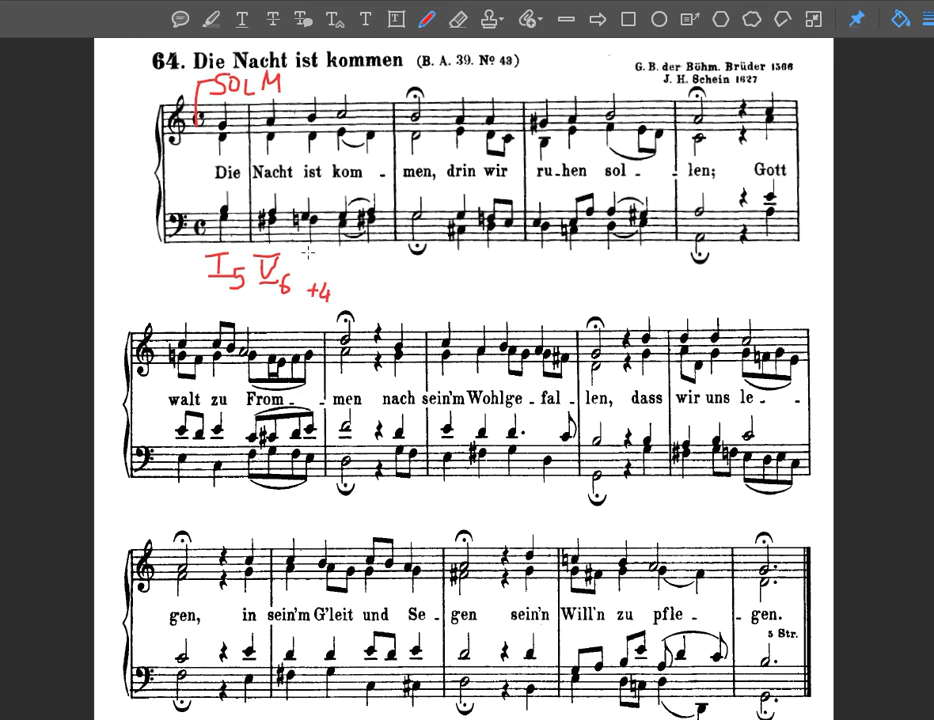 64. Die Nacht ist kommen (B. A. 39. No 43)
G. B. der Böhm. Brüder 1566
J. H. Schein 1627
SOL M
Die Nacht ist kom - men, drin wir ru-hen sol - len; Gott
I5 V6 +4
walt zu From - men nach sein'm Wohlge - fal - len, dass wir uns le -
gen, in sein'm G'leit und Se - gen sein'n Will'n zu pfle - gen.
5 Str.